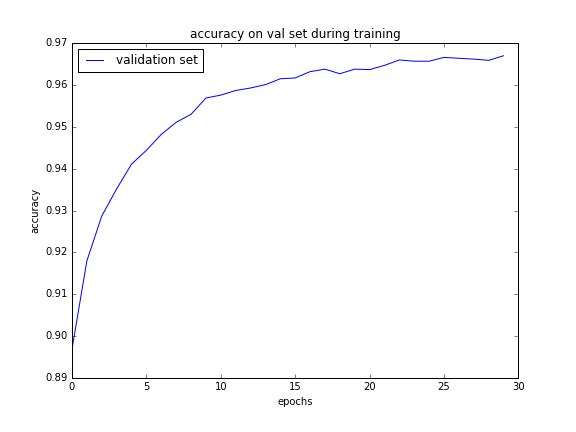 accuracy on val set during training
validation set
0.97
0.96
0.95
0.94
0.93
0.92
0.91
0.90
0.89
accuracy
0 5 10 15 20 25 30
epochs